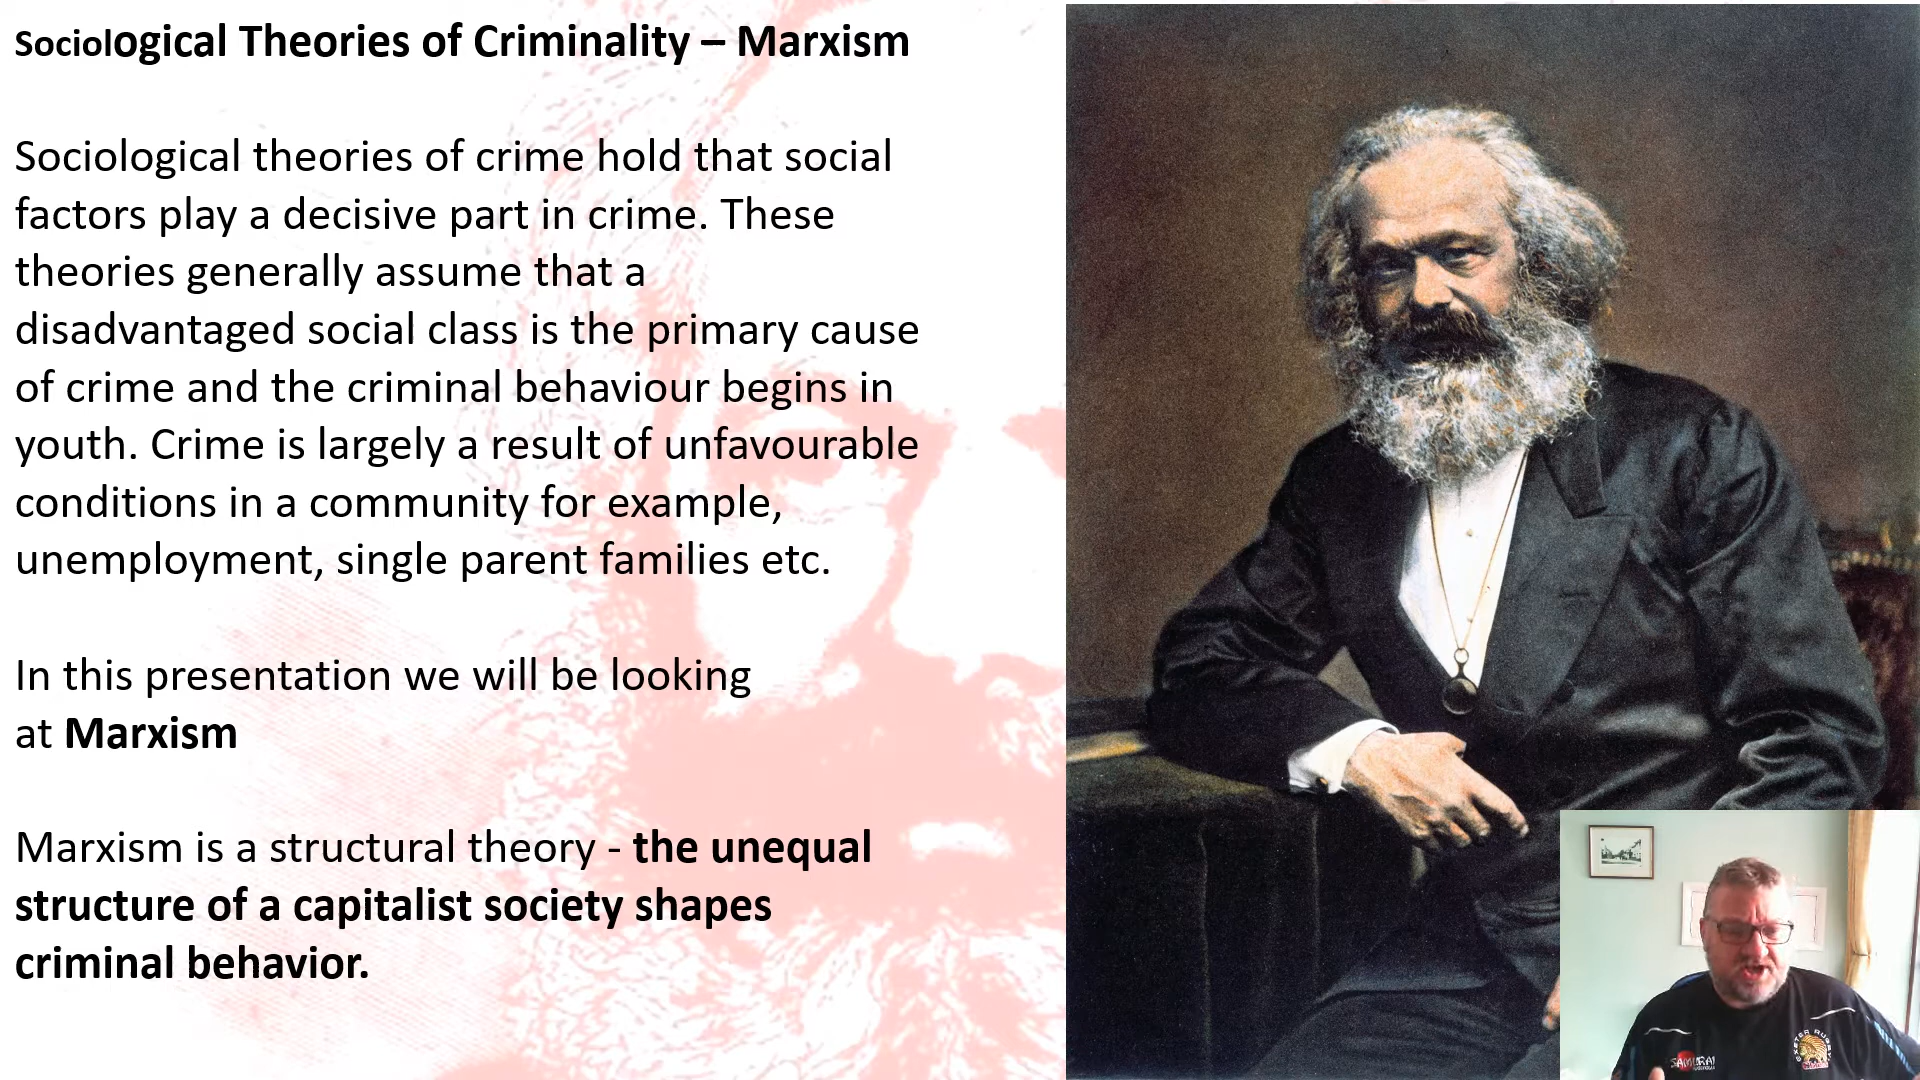 Sociological Theories of Criminality – Marxism
Sociological theories of crime hold that social
factors play a decisive part in crime. These
theories generally assume that a
disadvantaged social class is the primary cause
of crime and the criminal behaviour begins in
youth. Crime is largely a result of unfavourable
conditions in a community for example,
unemployment, single parent families etc.
In this presentation we will be looking
at Marxism
Marxism is a structural theory - the unequal
structure of a capitalist society shapes
criminal behavior.
SAMURAI
EXETER RUGBY